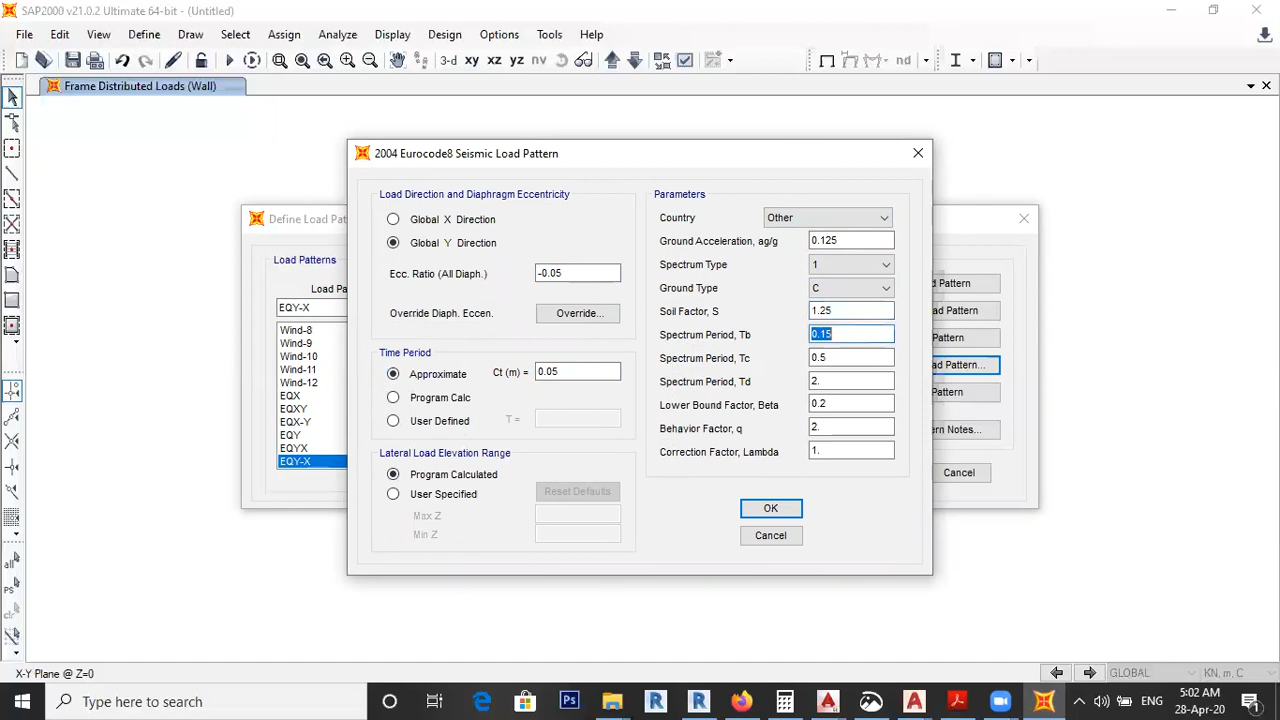 SAP2000 v21.0.2 Ultimate 64-bit - (Untitled)
File Edit View Define Draw Select Assign Analyze Display Design Options Tools Help
3-d xy xz yz nv nd
Frame Distributed Loads (Wall)
2004 Eurocode8 Seismic Load Pattern
Load Direction and Diaphragm Eccentricity
Global X Direction
Global Y Direction
Ecc. Ratio (All Diaph.) -0.05
Override Diaph. Eccen. Override...
Time Period
Approximate Ct (m) = 0.05
Program Calc
User Defined T =
Lateral Load Elevation Range
Program Calculated
User Specified Reset Defaults
Max Z
Min Z
Parameters
Country Other
Ground Acceleration, ag/g 0.125
Spectrum Type 1
Ground Type C
Soil Factor, S 1.25
Spectrum Period, Tb 0.15
Spectrum Period, Tc 0.5
Spectrum Period, Td 2.
Lower Bound Factor, Beta 0.2
Behavior Factor, q 2.
Correction Factor, Lambda 1.
OK
Cancel
Define Load Pat
Load Patterns
Load Pa
EQY-X
Wind-8
Wind-9
Wind-10
Wind-11
Wind-12
EQX
EQXY
EQX-Y
EQY
EQYX
EQY-X
d Pattern
ad Pattern
Pattern
ad Pattern...
Pattern
ern Notes...
Cancel
all
PS
clr
X-Y Plane @ Z=0
GLOBAL
KN, m, C
Type here to search
ENG
5:02 AM
28-Apr-20